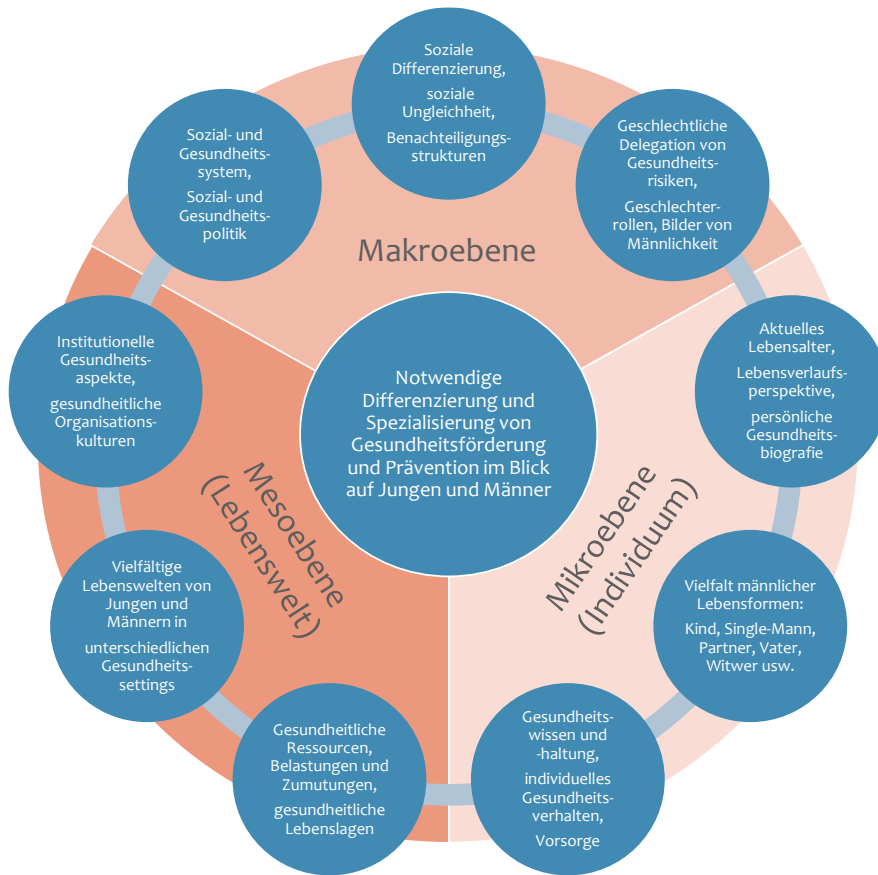 Soziale
Differenzierung,
soziale
Ungleichheit,
Benachteiligungs-
strukturen
Geschlechtliche
Delegation von
Gesundheits-
risiken,
Geschlechter-
rollen, Bilder von
Männlichkeit
Aktuelles
Lebensalter,
Lebensverlaufs-
perspektive,
persönliche
Gesundheits-
biografie
Vielfalt männlicher
Lebensformen:
Kind, Single-Mann,
Partner, Vater,
Witwer usw.
Gesundheits-
wissen und
-haltung,
individuelles
Gesundheits-
verhalten,
Vorsorge
Gesundheitliche
Ressourcen,
Belastungen und
Zumutungen,
gesundheitliche
Lebenslagen
Vielfältige
Lebenswelten von
Jungen und
Männern in
unterschiedlichen
Gesundheits-
settings
Institutionelle
Gesundheits-
aspekte,
gesundheitliche
Organisations-
kulturen
Sozial- und
Gesundheits-
system,
Sozial- und
Gesundheits-
politik
Makroebene
Mikroebene
(Individuum)
Mesoebene
(Lebenswelt)
Notwendige
Differenzierung und
Spezialisierung von
Gesundheitsförderung
und Prävention im Blick
auf Jungen und Männer